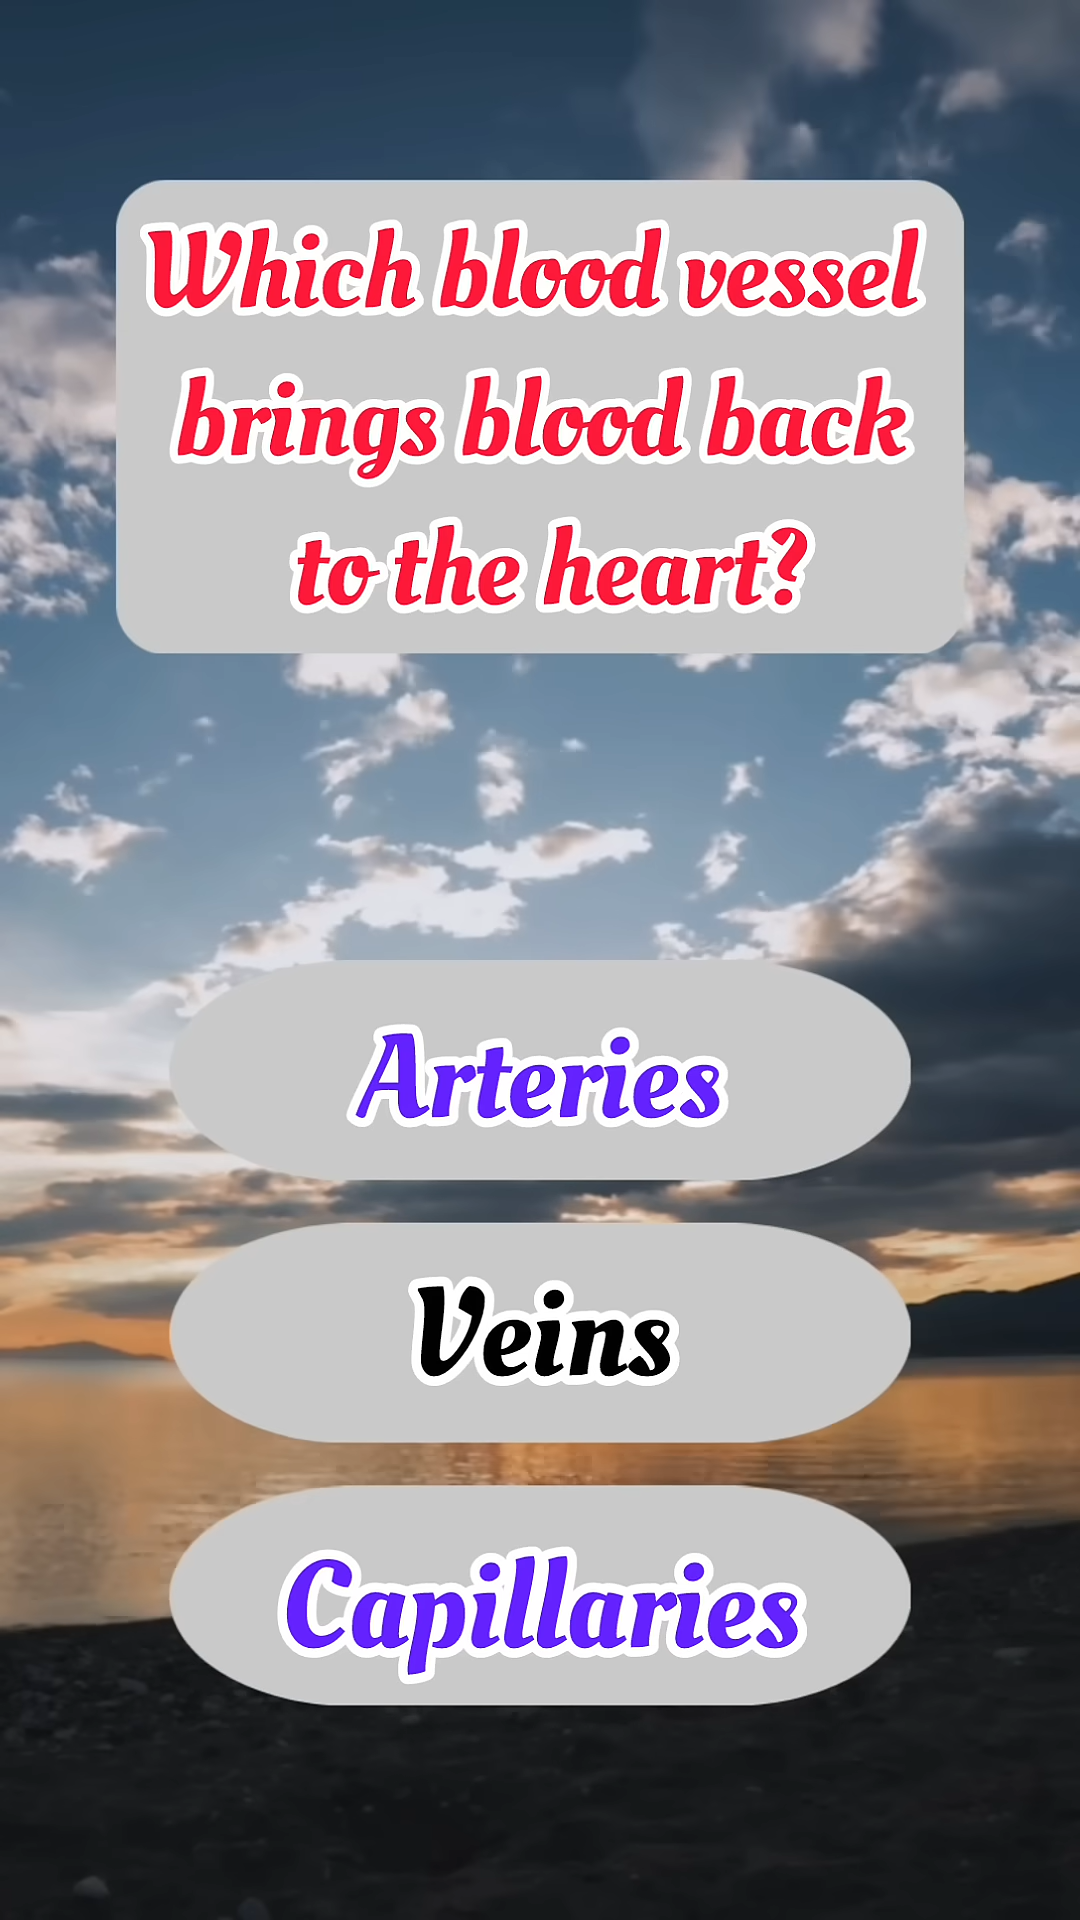 Which blood vessel
brings blood back
to the heart?
Arteries
Veins
Capillaries